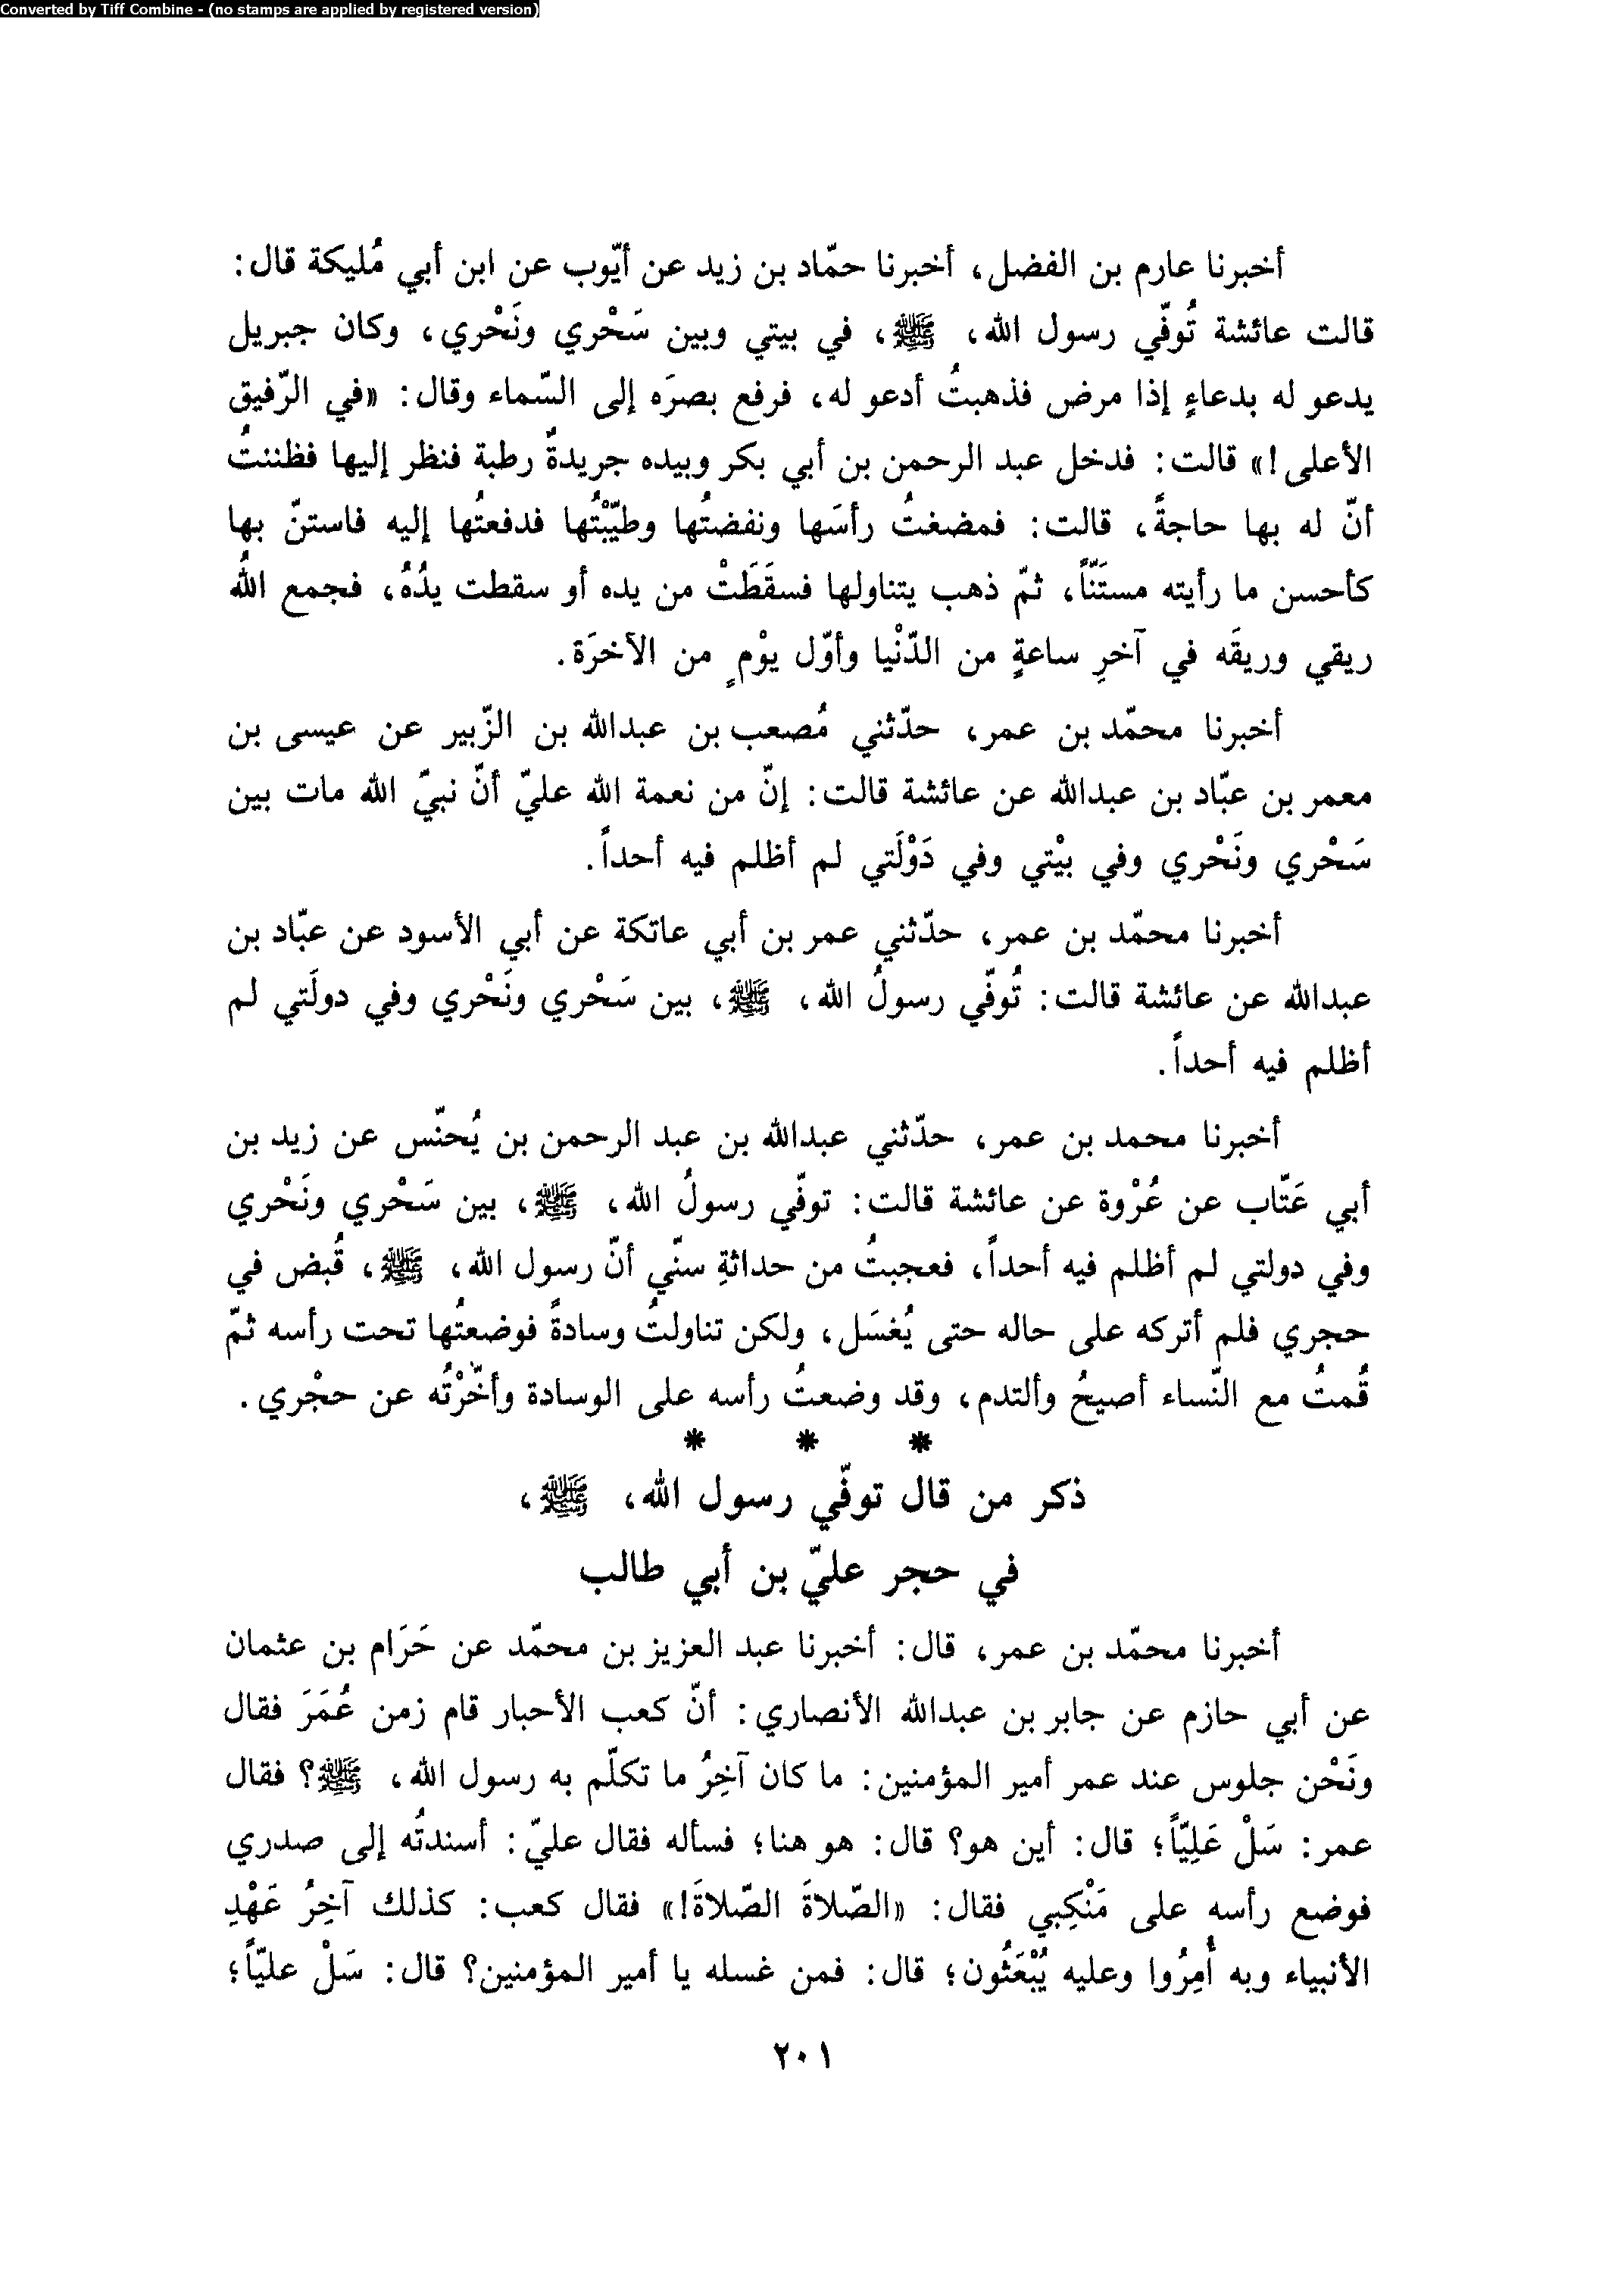 Converted by Tiff Combine - (no stamps are applied by registered version)
أخبرنا عارم بن الفضل، أخبرنا حمّاد بن زيد عن أيّوب عن ابن أبي مُليكة قال:
قالت عائشة تُوفّي رسول الله، ﷺ، في بيتي وبين سَحْري ونَحْري، وكان جبريل
يدعو له بدعاءٍ إذا مرض فذهبتُ أدعو له، فرفع بصرَه إلى السّماء وقال: «في الرّفيق
الأعلى!» قالت: فدخل عبد الرحمن بن أبي بكر وبيده جريدةٌ رطبة فنظر إليها فظننتُ
أنّ له بها حاجةً، قالت: فمضغتُ رأسَها ونفضتُها وطيّبْتُها فدفعتُها إليه فاستنّ بها
كأحسن ما رأيته مستَنّاً، ثمّ ذهب يتناولها فسقَطَتْ من يده أو سقطت يدُهُ، فجمع اللهُ
ريقي وريقَه في آخرِ ساعةٍ من الدّنْيا وأوّل يوْمٍ من الآخرَة.
أخبرنا محمّد بن عمر، حدّثني مُصعب بن عبدالله بن الزّبير عن عيسى بن
معمر بن عبّاد بن عبدالله عن عائشة قالت: إنّ من نعمة الله عليّ أنّ نبيّ الله مات بين
سَحْري ونَحْري وفي بيْتي وفي دَوْلَتي لم أظلم فيه أحداً.
أخبرنا محمّد بن عمر، حدّثني عمر بن أبي عاتكة عن أبي الأسود عن عبّاد بن
عبدالله عن عائشة قالت: تُوفّي رسولُ الله، ﷺ، بين سَحْري ونَحْري وفي دولَتي لم
أظلم فيه أحداً.
أخبرنا محمد بن عمر، حدّثني عبدالله بن عبد الرحمن بن يُحنّس عن زيد بن
أبي عَتّاب عن عُرْوة عن عائشة قالت: توفّي رسولُ الله، ﷺ، بين سَحْري ونَحْري
وفي دولتي لم أظلم فيه أحداً، فعجبتُ من حداثةِ سنّي أنّ رسول الله، ﷺ، قُبض في
حجري فلم أتركه على حاله حتى يُغسَل، ولكن تناولتُ وسادةً فوضعتُها تحت رأسه ثمّ
قُمتُ مع النّساء أصيحُ وألتدم، وقد وضعتُ رأسه على الوسادة وأخّرْتُه عن حجْري.
* * *
ذكر من قال توفّي رسول الله، ﷺ،
في حجر عليّ بن أبي طالب
أخبرنا محمّد بن عمر، قال: أخبرنا عبد العزيز بن محمّد عن حَرَام بن عثمان
عن أبي حازم عن جابر بن عبدالله الأنصاري: أنّ كعب الأحبار قام زمن عُمَرَ فقال
ونَحْن جلوس عند عمر أمير المؤمنين: ما كان آخِرُ ما تكلّم به رسول الله، ﷺ؟ فقال
عمر: سَلْ عَلِيّاً؛ قال: أين هو؟ قال: هو هنا؛ فسأله فقال عليّ: أسندتُه إلى صدري
فوضع رأسه على مَنْكِبي فقال: «الصّلاةَ الصّلاةَ!» فقال كعب: كذلك آخِرُ عَهْدِ
الأنبياء وبه أُمِرُوا وعليه يُبْعَثُون؛ قال: فمن غسله يا أمير المؤمنين؟ قال: سَلْ عليّاً؛
٢٠١